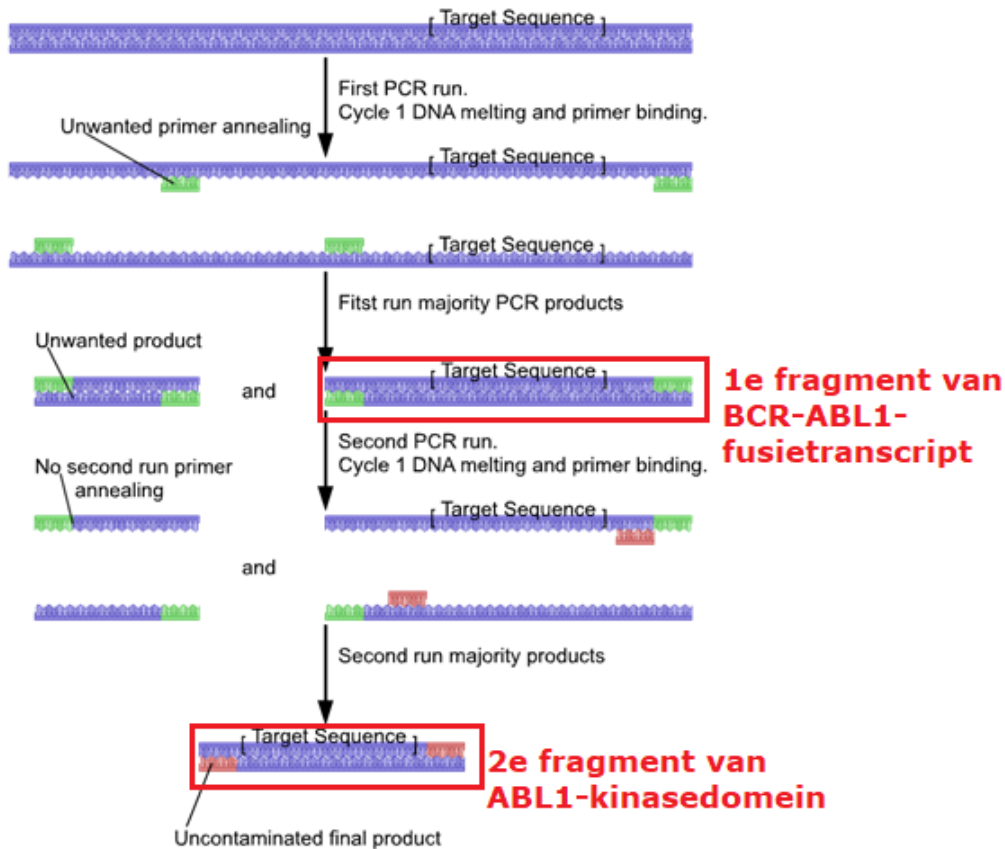 [ Target Sequence ]
First PCR run.
Cycle 1 DNA melting and primer binding.
Unwanted primer annealing
[ Target Sequence ]
[ Target Sequence ]
Fitst run majority PCR products
Unwanted product
and
[ Target Sequence ]
1e fragment van
BCR-ABL1-
fusietranscript
Second PCR run.
Cycle 1 DNA melting and primer binding.
No second run primer
annealing
[ Target Sequence ]
and
Second run majority products
[ Target Sequence ]
2e fragment van
ABL1-kinasedomein
Uncontaminated final product